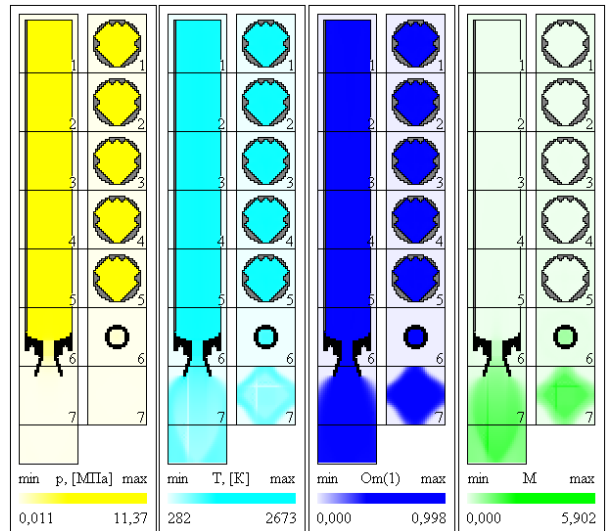 1 1 1 1 1 1 1 1
2 2 2 2 2 2 2 2
3 3 3 3 3 3 3 3
4 4 4 4 4 4 4 4
5 5 5 5 5 5 5 5
6 6 6 6 6 6 6 6
7 7 7 7 7 7 7 7
min p, [МПа] max min T, [К] max min Om(1) max min M max
0,011 11,37 282 2673 0,000 0,998 0,000 5,902